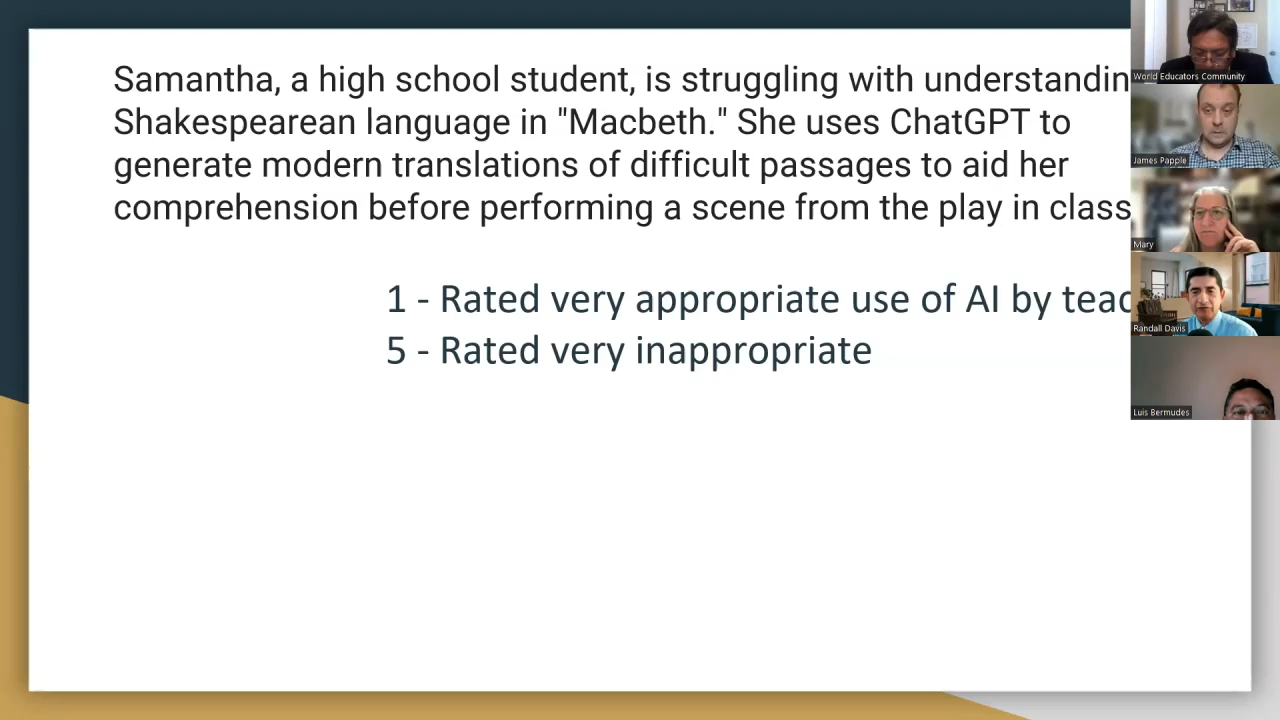 Samantha, a high school student, is struggling with understandin
Shakespearean language in "Macbeth." She uses ChatGPT to
generate modern translations of difficult passages to aid her
comprehension before performing a scene from the play in class
1 - Rated very appropriate use of AI by teac
5 - Rated very inappropriate
World Educators Community
James Papple
Mary
Randall Davis
Luis Bermudes